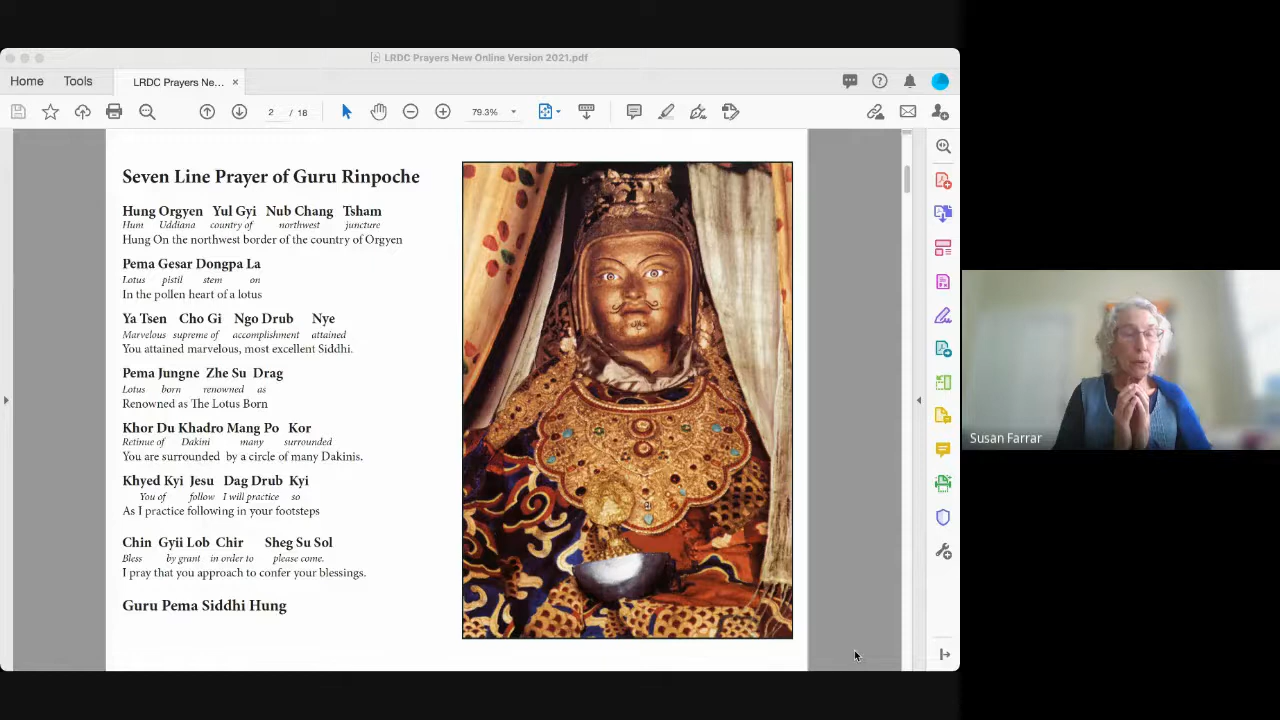 LRDC Prayers New Online Version 2021.pdf
Home Tools LRDC Prayers Ne... ×
2 / 18 79.3%
Seven Line Prayer of Guru Rinpoche
Hung Orgyen Yul Gyi Nub Chang Tsham
Hum Uddiana country of northwest juncture
Hung On the northwest border of the country of Orgyen
Pema Gesar Dongpa La
Lotus pistil stem on
In the pollen heart of a lotus
Ya Tsen Cho Gi Ngo Drub Nye
Marvelous supreme of accomplishment attained
You attained marvelous, most excellent Siddhi.
Pema Jungne Zhe Su Drag
Lotus born renowned as
Renowned as The Lotus Born
Khor Du Khadro Mang Po Kor
Retinue of Dakini many surrounded
You are surrounded by a circle of many Dakinis.
Khyed Kyi Jesu Dag Drub Kyi
You of follow I will practice so
As I practice following in your footsteps
Chin Gyii Lob Chir Sheg Su Sol
Bless by grant in order to please come.
I pray that you approach to confer your blessings.
Guru Pema Siddhi Hung
Susan Farrar